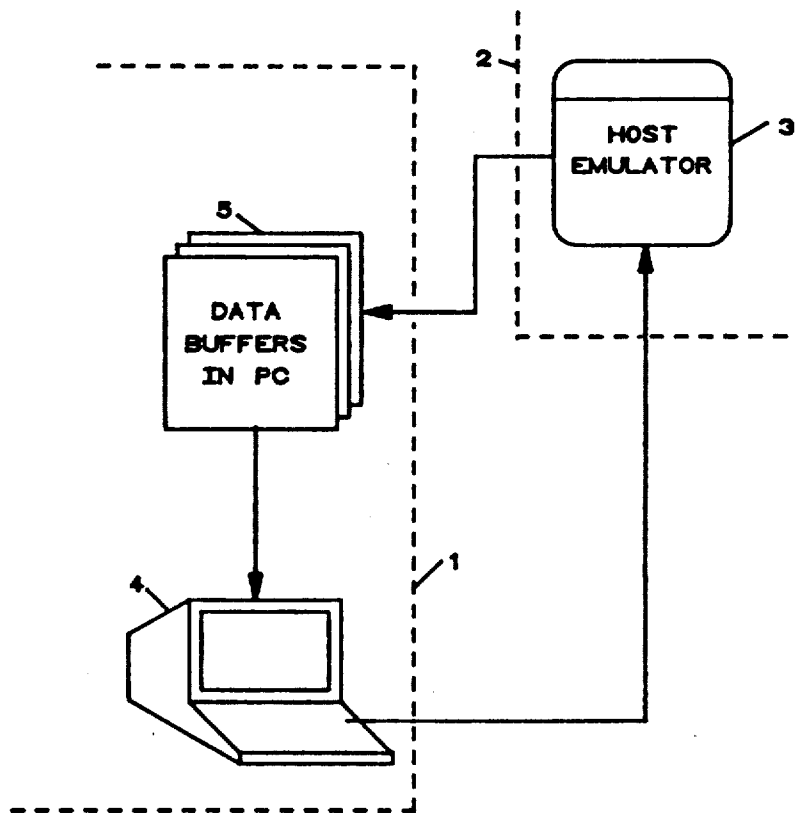 2
HOST
EMULATOR
3
5
DATA
BUFFERS
IN PC
1
4